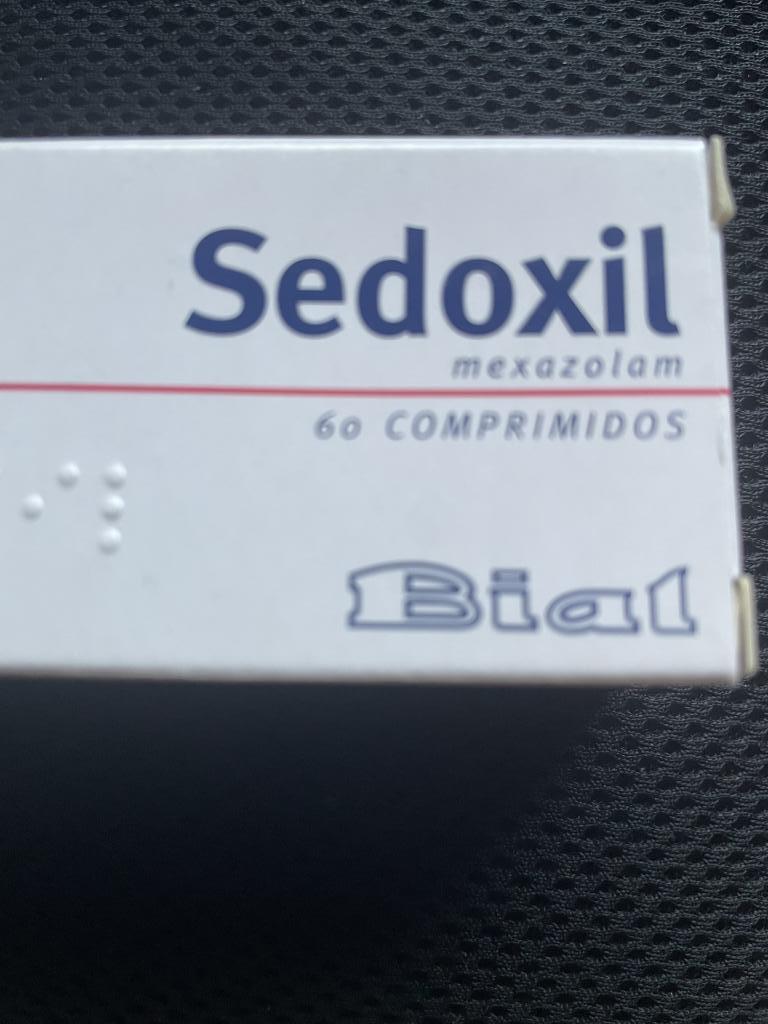 Sedoxil
mexazolam
60 COMPRIMIDOS
Bial